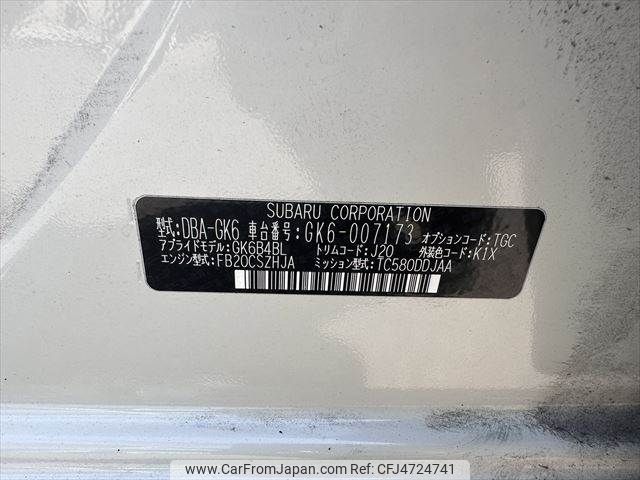 SUBARU CORPORATION
型式:DBA-GK6 車台番号:GK6-007173 オプションコード:TGC
アプライドモデル:GK6B4BL トリムコード:J20 外装色コード:K1X
エンジン型式:FB20CSZHJA ミッション型式:TC580DDJAA
www.CarFromJapan.com | CFJ4724741